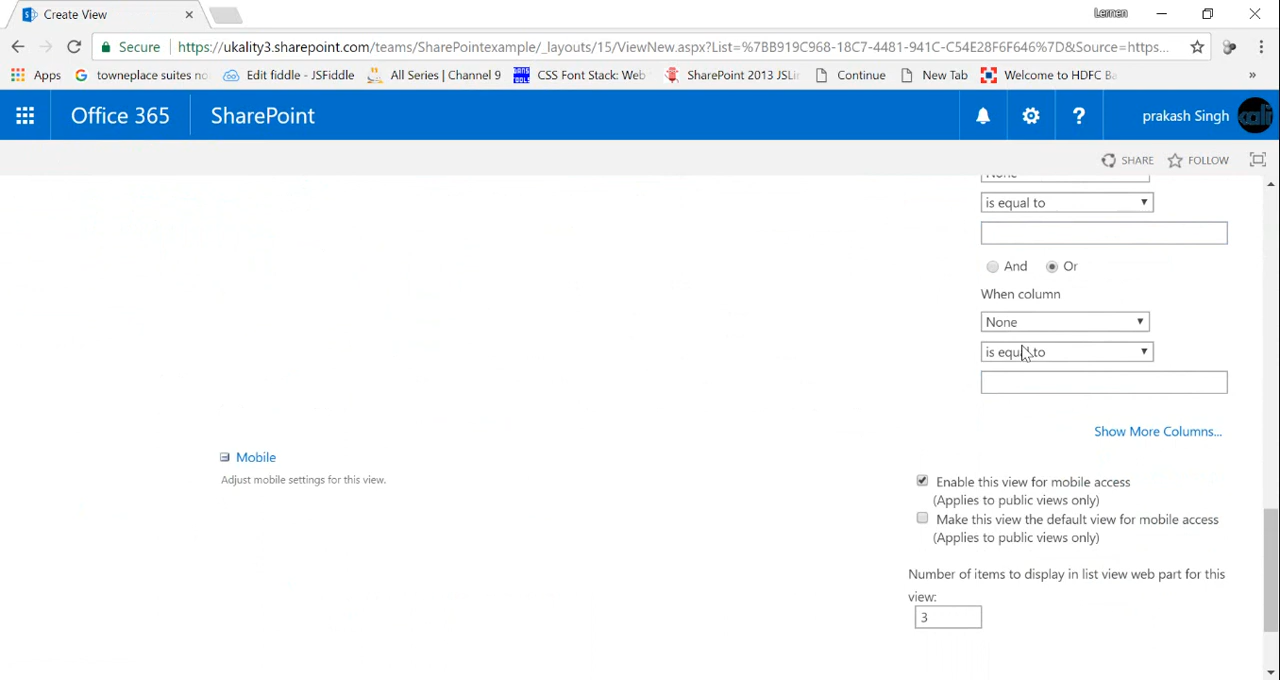 Create View
Lernen
Secure
https://ukality3.sharepoint.com/teams/SharePointexample/_layouts/15/ViewNew.aspx?List=%7BB919C968-18C7-4481-941C-C54E28F6F646%7D&Source=https...
Apps
towneplace suites no
Edit fiddle - JSFiddle
All Series | Channel 9
CSS Font Stack: Web
SharePoint 2013 JSLi
Continue
New Tab
Welcome to HDFC Ba
»
Office 365
SharePoint
?
prakash Singh
SHARE
FOLLOW
None
is equal to
And
Or
When column
None
is equal to
Show More Columns...
Mobile
Adjust mobile settings for this view.
Enable this view for mobile access
(Applies to public views only)
Make this view the default view for mobile access
(Applies to public views only)
Number of items to display in list view web part for this
view:
3